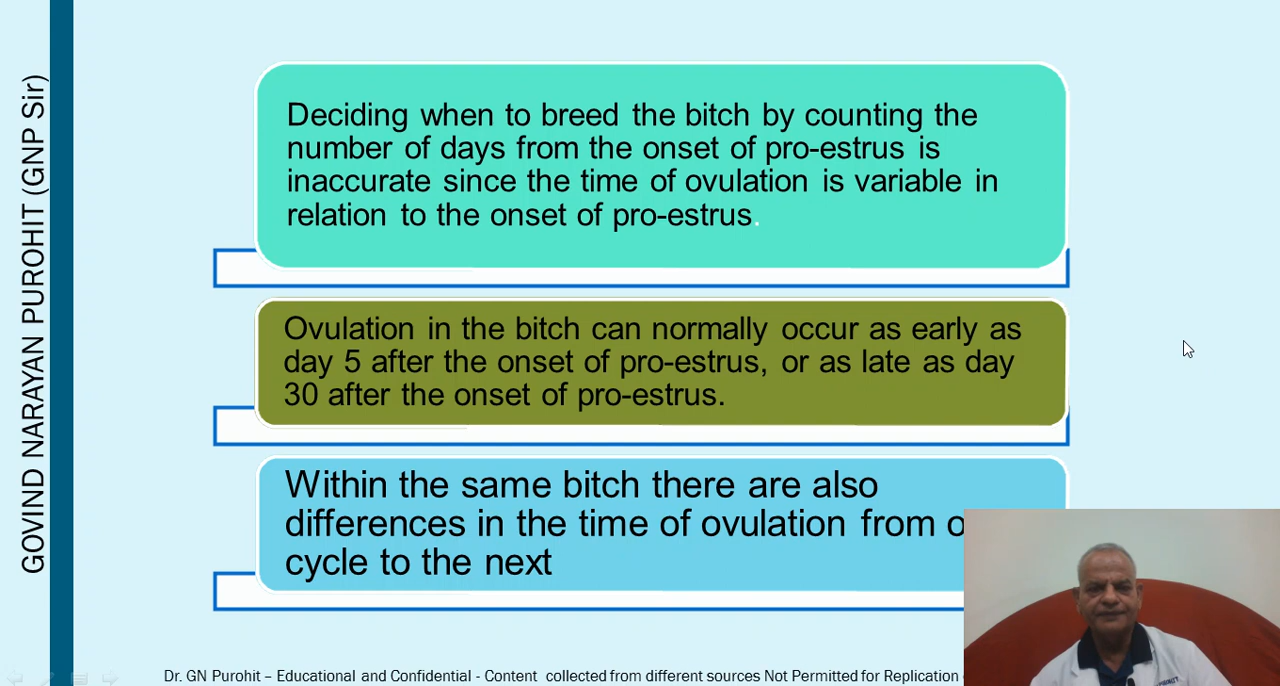 GOVIND NARAYAN PUROHIT (GNP Sir)
Deciding when to breed the bitch by counting the
number of days from the onset of pro-estrus is
inaccurate since the time of ovulation is variable in
relation to the onset of pro-estrus.
Ovulation in the bitch can normally occur as early as
day 5 after the onset of pro-estrus, or as late as day
30 after the onset of pro-estrus.
Within the same bitch there are also
differences in the time of ovulation from
cycle to the next
Dr. GN Purohit – Educational and Confidential - Content collected from different sources Not Permitted for Replication